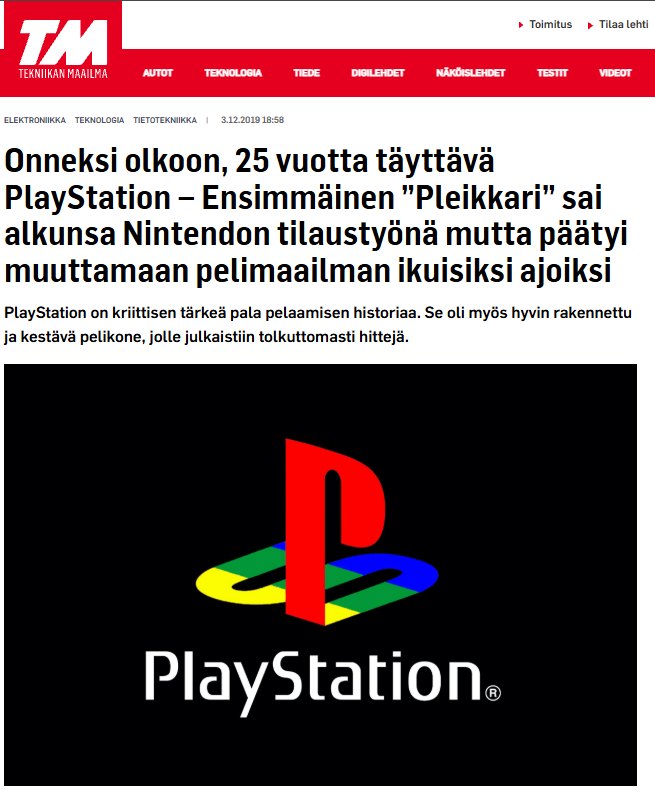 Toimitus Tilaa lehti
TM
TEKNIIKAN MAAILMA
AUTOT TEKNOLOGIA TIEDE DIGILEHDET NÄKÖISLEHDET TESTIT VIDEOT
ELEKTRONIIKKA TEKNOLOGIA TIETOTEKNIIKKA | 3.12.2019 18:58
Onneksi olkoon, 25 vuotta täyttävä
PlayStation – Ensimmäinen ”Pleikkari” sai
alkunsa Nintendon tilaustyönä mutta päätyi
muuttamaan pelimaailman ikuisiksi ajoiksi
PlayStation on kriittisen tärkeä pala pelaamisen historiaa. Se oli myös hyvin rakennettu
ja kestävä pelikone, jolle julkaistiin tolkuttomasti hittejä.
PlayStation®